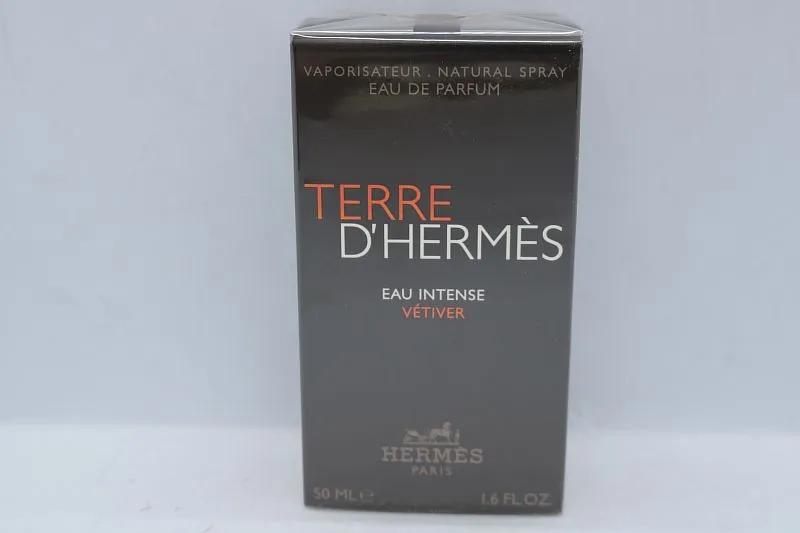 VAPORISATEUR . NATURAL SPRAY
EAU DE PARFUM
TERRE
D'HERMÈS
EAU INTENSE
VÉTIVER
HERMÈS
PARIS
50 ML ℮ 1.6 FL.OZ